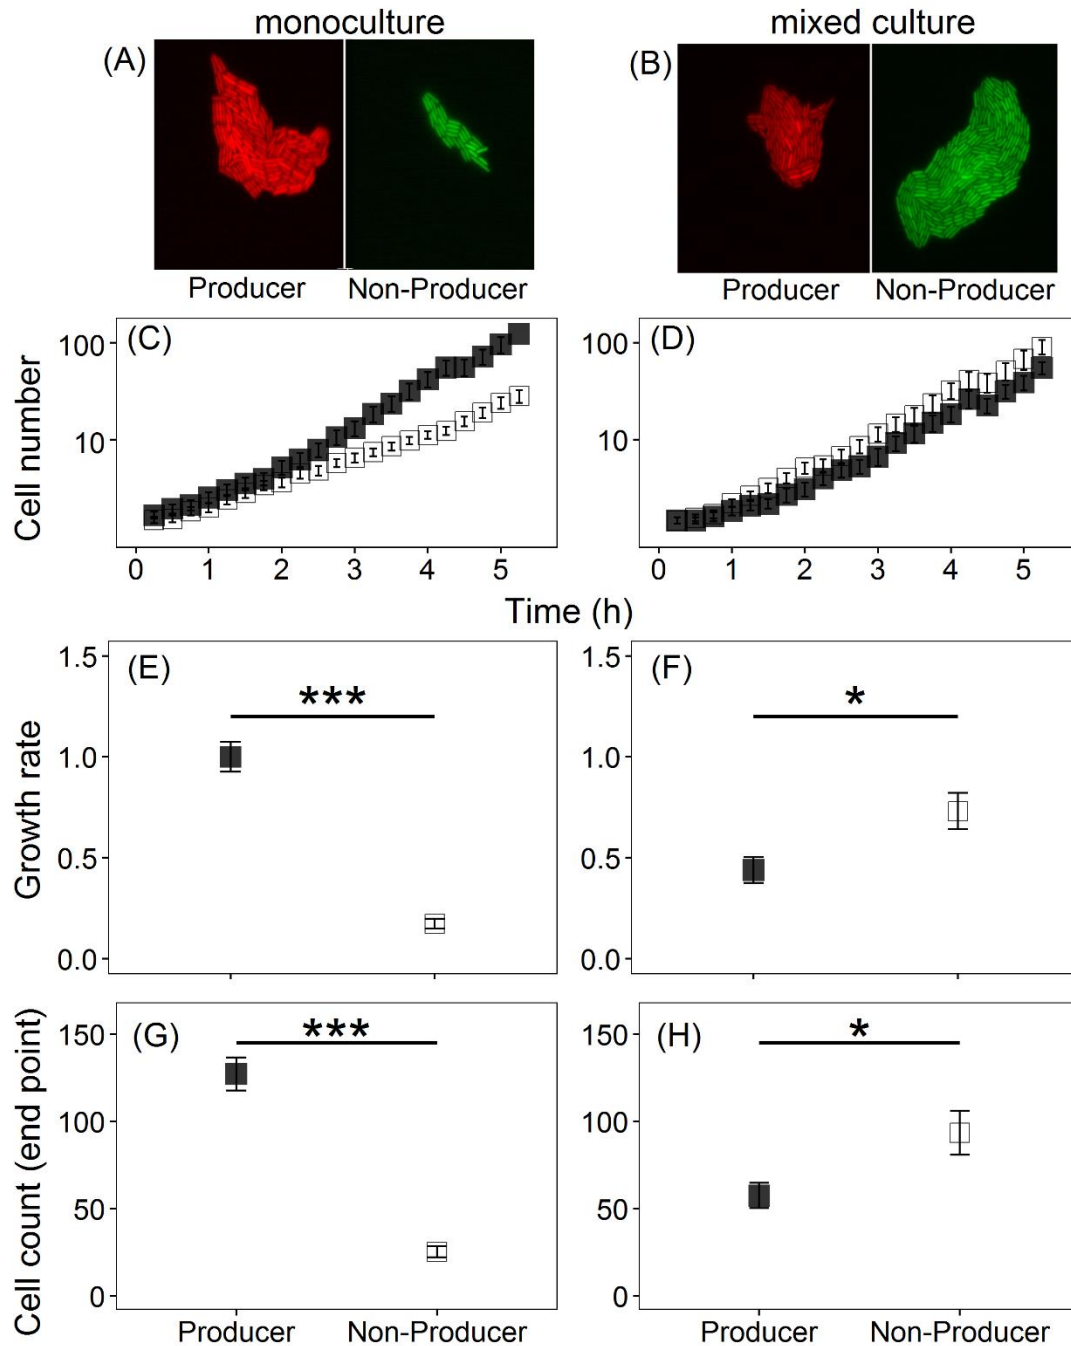 monoculture
mixed culture
(A)
(B)
Producer
Non-Producer
Producer
Non-Producer
Cell number
100
10
(C)
0 1 2 3 4 5
100
10
(D)
0 1 2 3 4 5
Time (h)
Growth rate
1.5
1.0
0.5
0.0
(E)
***
1.5
1.0
0.5
0.0
(F)
*
Cell count (end point)
150
100
50
0
(G)
***
Producer
Non-Producer
150
100
50
0
(H)
*
Producer
Non-Producer